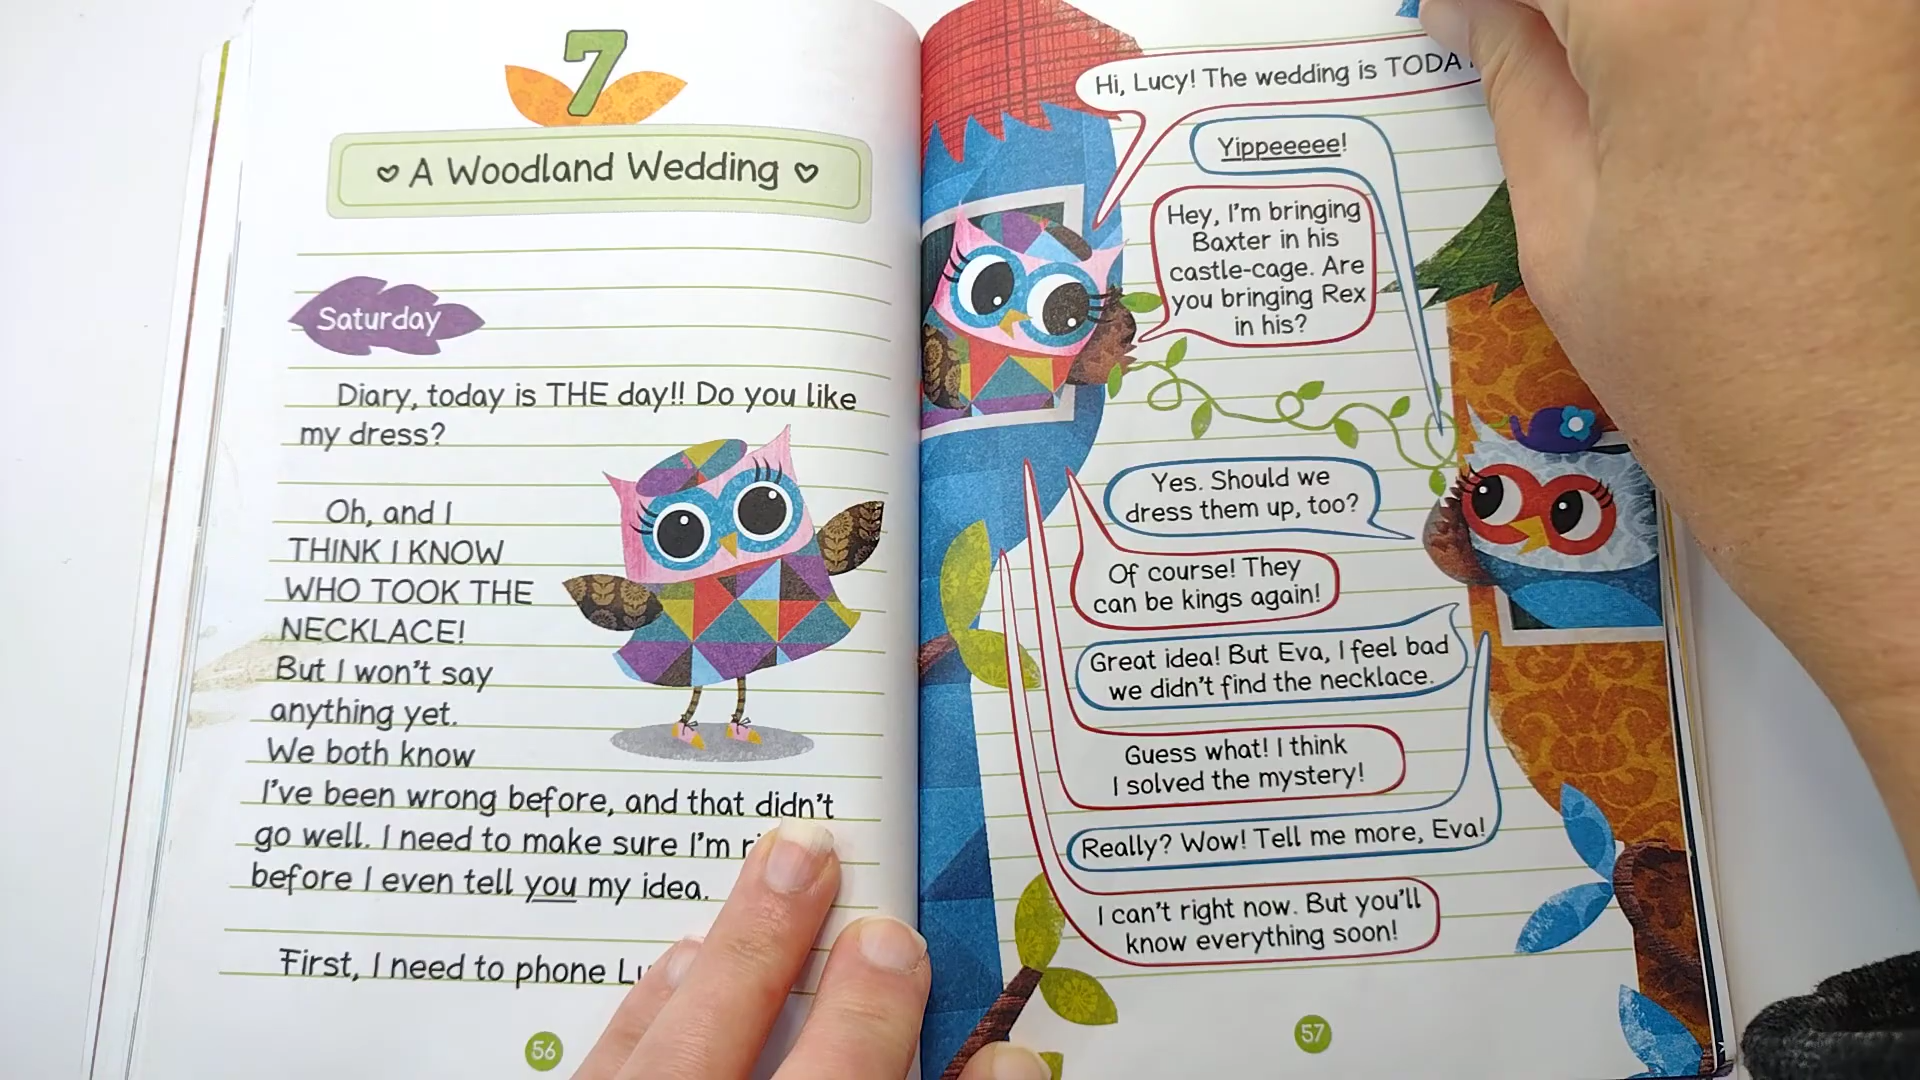 7
♡ A Woodland Wedding ♡
Saturday
Diary, today is THE day!! Do you like
my dress?
Oh, and I
THINK I KNOW
WHO TOOK THE
NECKLACE!
But I won't say
anything yet.
We both know
I've been wrong before, and that didn't
go well. I need to make sure I'm
before I even tell you my idea.
First, I need to phone
56
Hi, Lucy! The wedding is
Yippeeeee!
Hey, I'm bringing
Baxter in his
castle-cage. Are
you bringing Rex
in his?
Yes. Should we
dress them up, too?
Of course! They
can be kings again!
Great idea! But Eva, I feel bad
we didn't find the necklace.
Guess what! I think
I solved the mystery!
Really? Wow! Tell me more, Eva!
I can't right now. But you'll
know everything soon!
57